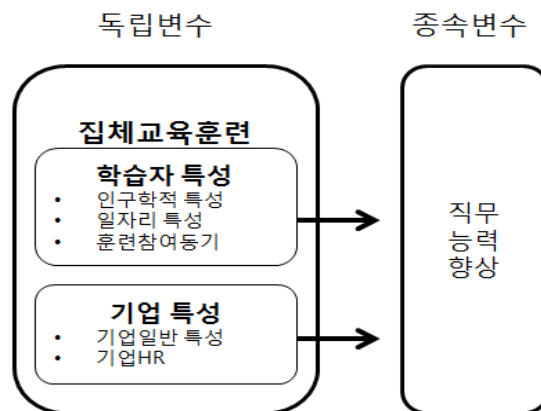 독립변수
종속변수
집체교육훈련
학습자 특성
• 인구학적 특성
• 일자리 특성
• 훈련참여동기
기업 특성
• 기업일반 특성
• 기업HR
직무
능력
향상